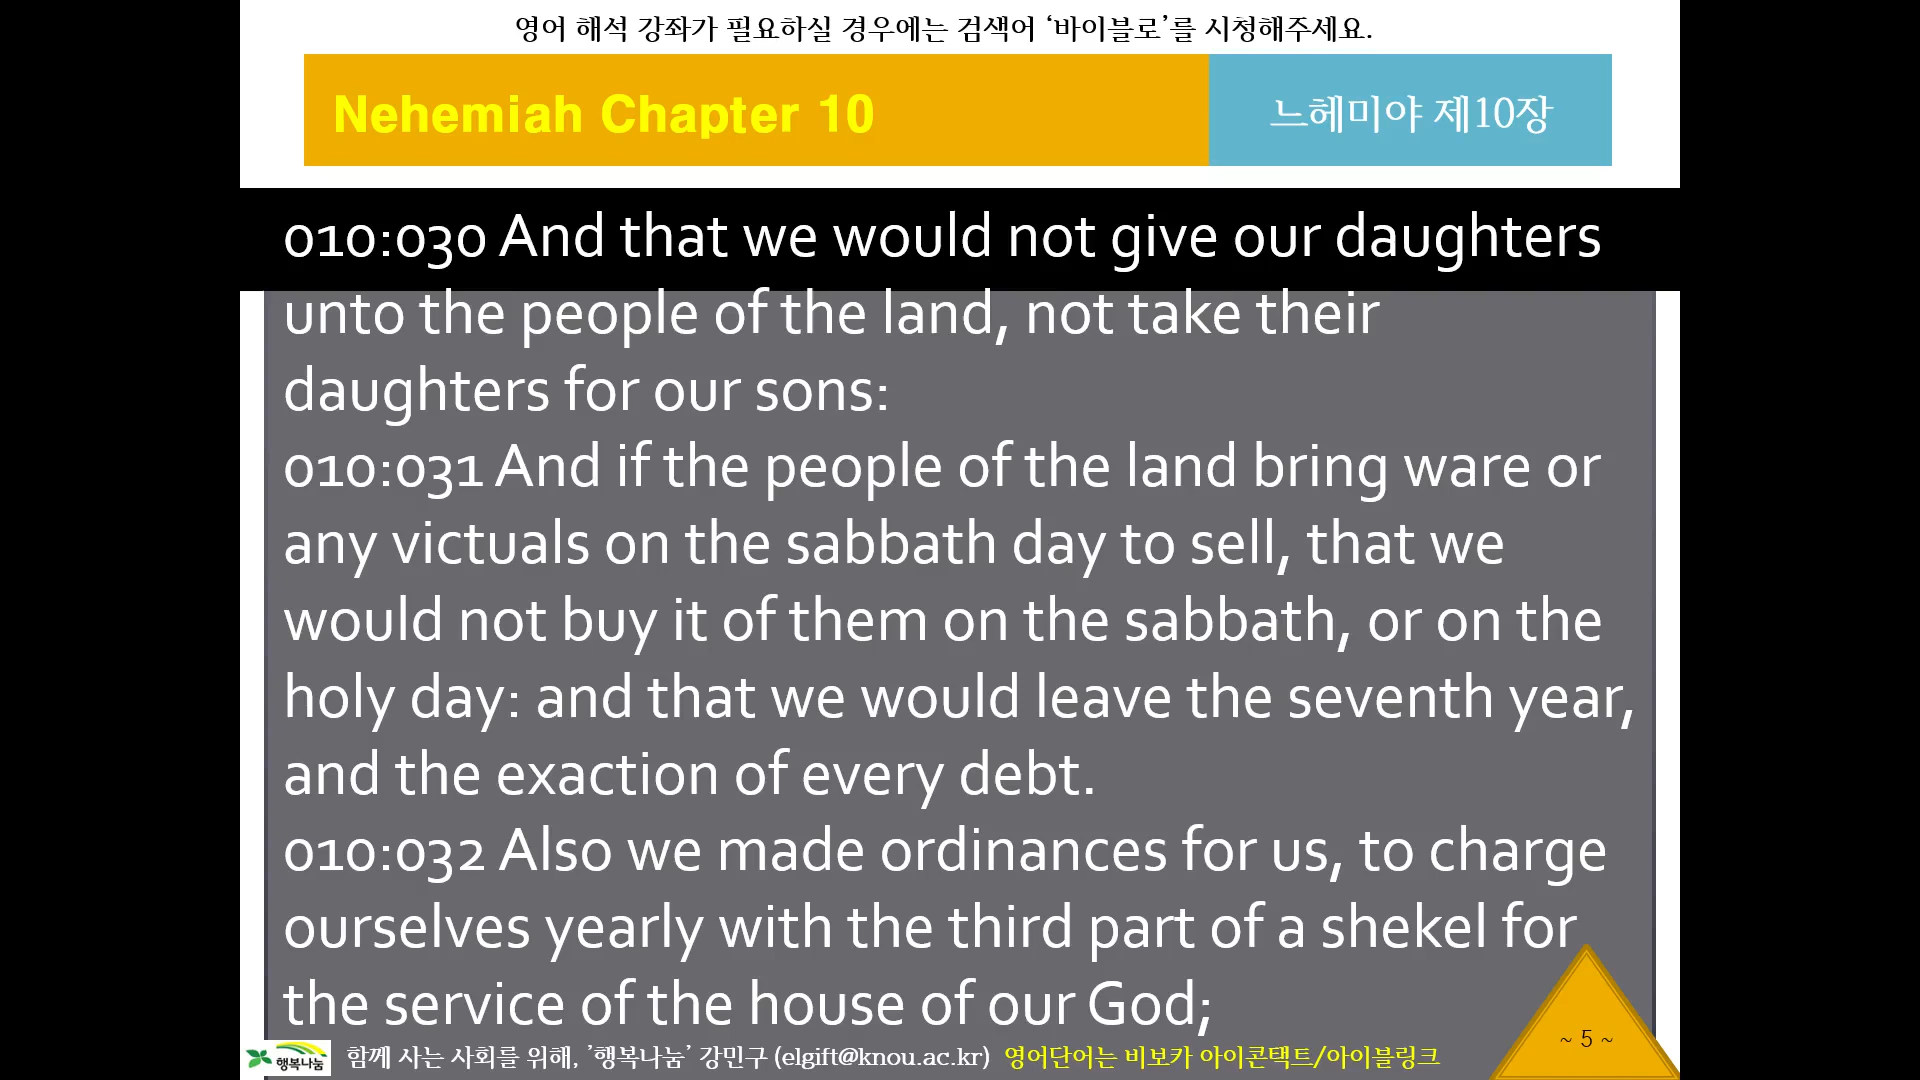 영어 해석 강좌가 필요하실 경우에는 검색어 ‘바이블로’를 시청해주세요.
Nehemiah Chapter 10
느헤미야 제10장
010:030 And that we would not give our daughters
unto the people of the land, not take their
daughters for our sons:
010:031 And if the people of the land bring ware or
any victuals on the sabbath day to sell, that we
would not buy it of them on the sabbath, or on the
holy day: and that we would leave the seventh year,
and the exaction of every debt.
010:032 Also we made ordinances for us, to charge
ourselves yearly with the third part of a shekel for
the service of the house of our God;
~ 5 ~
행복나눔
함께 사는 사회를 위해, ’행복나눔’ 강민구 (elgift@knou.ac.kr) 영어단어는 비보카 아이콘택트/아이블링크